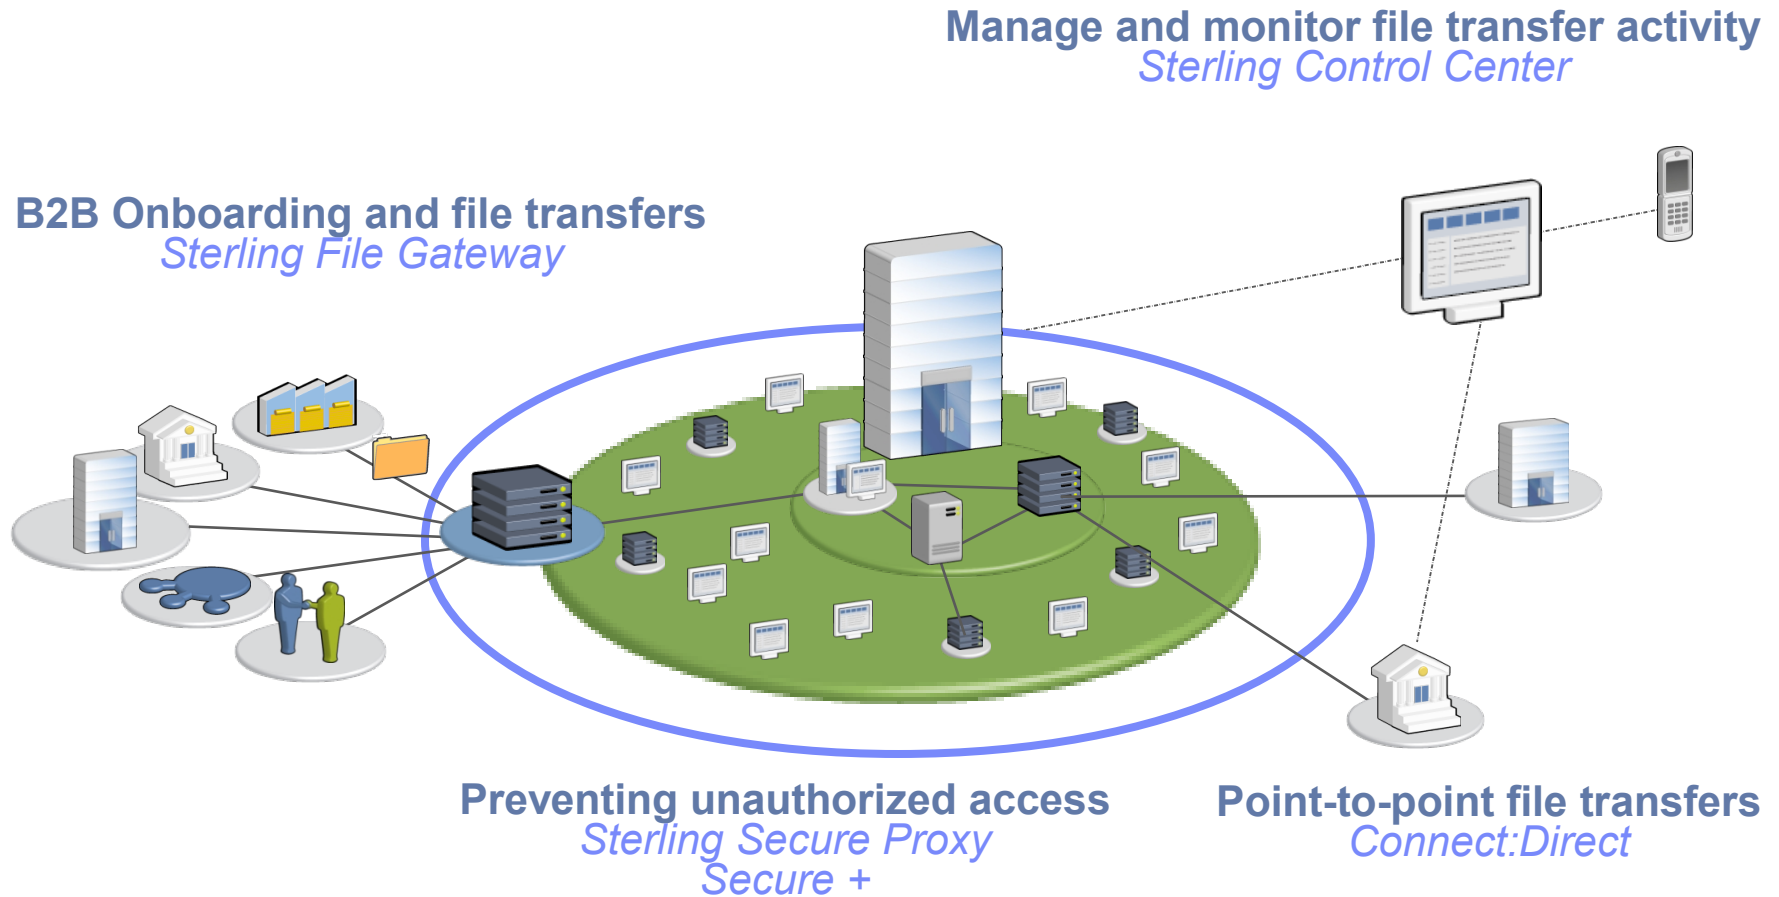 Manage and monitor file transfer activity
Sterling Control Center
B2B Onboarding and file transfers
Sterling File Gateway
Preventing unauthorized access
Sterling Secure Proxy
Secure +
Point-to-point file transfers
Connect:Direct